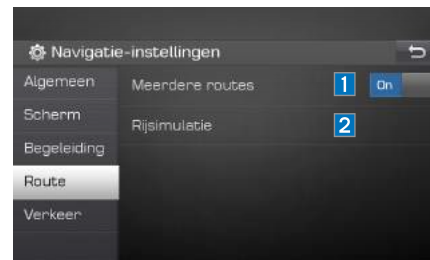 Navigatie-instellingen
Algemeen
Meerdere routes 1 On
Scherm
Rijsimulatie 2
Begeleiding
Route
Verkeer